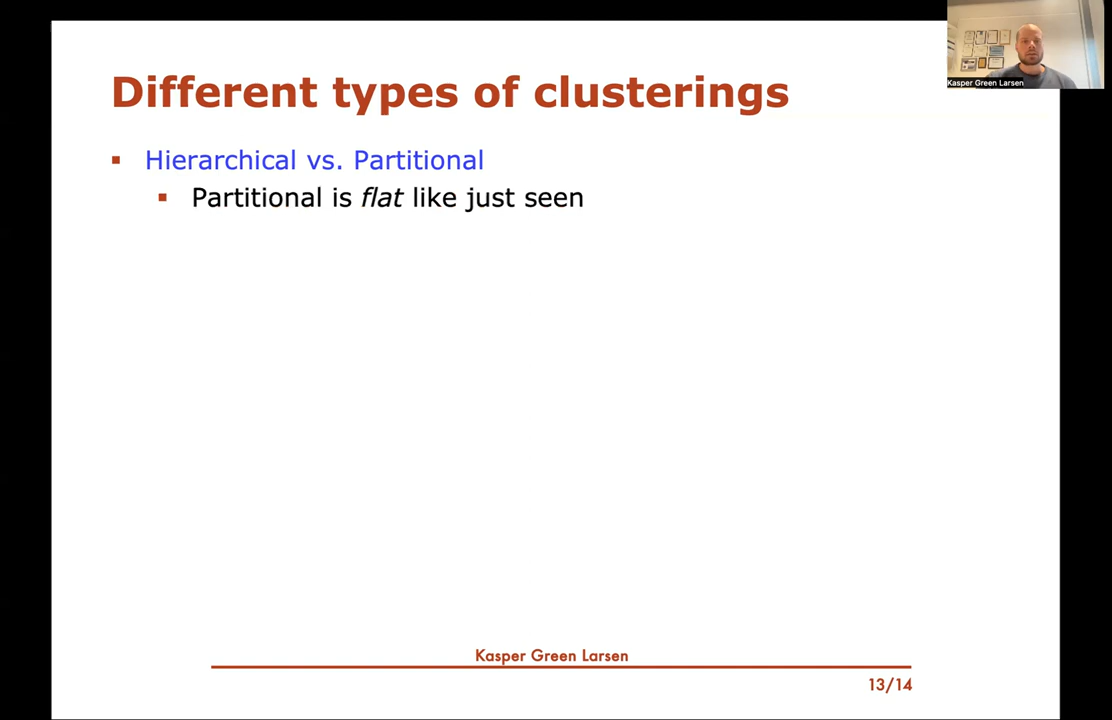 Different types of clusterings
Kasper Green Larsen
▪ Hierarchical vs. Partitional
▪ Partitional is flat like just seen
Kasper Green Larsen
13/14